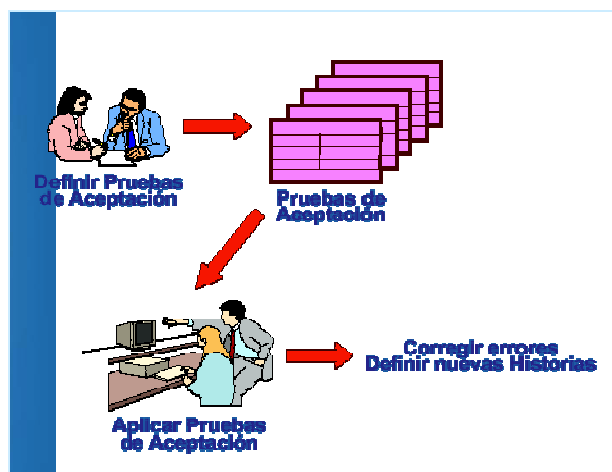 Definir Pruebas
de Aceptación
Pruebas de
Aceptación
Aplicar Pruebas
de Aceptación
Corregir errores
Definir nuevas Historias